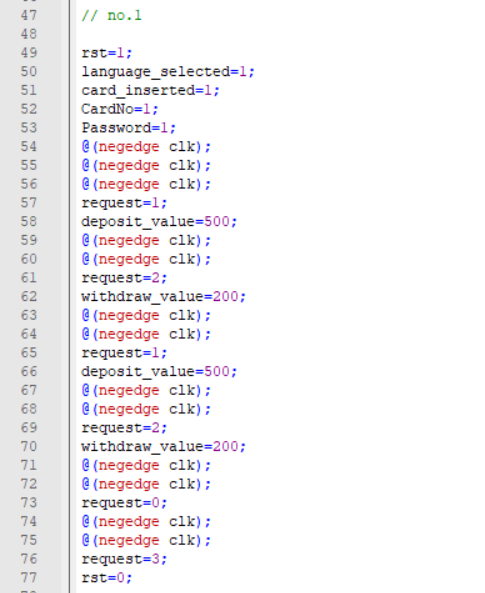 47 // no.1
48
49 rst=1;
50 language_selected=1;
51 card_inserted=1;
52 CardNo=1;
53 Password=1;
54 @(negedge clk);
55 @(negedge clk);
56 @(negedge clk);
57 request=1;
58 deposit_value=500;
59 @(negedge clk);
60 @(negedge clk);
61 request=2;
62 withdraw_value=200;
63 @(negedge clk);
64 @(negedge clk);
65 request=1;
66 deposit_value=500;
67 @(negedge clk);
68 @(negedge clk);
69 request=2;
70 withdraw_value=200;
71 @(negedge clk);
72 @(negedge clk);
73 request=0;
74 @(negedge clk);
75 @(negedge clk);
76 request=3;
77 rst=0;